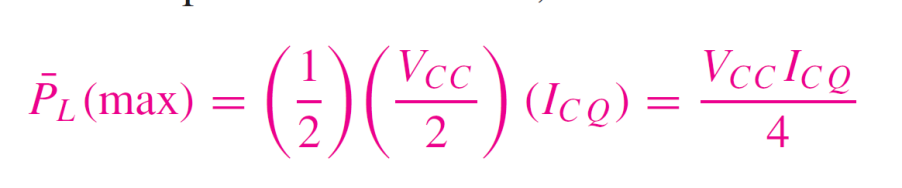 P̄_L(max) = (1/2)(V_CC/2)(I_CQ) = V_CC I_CQ/4